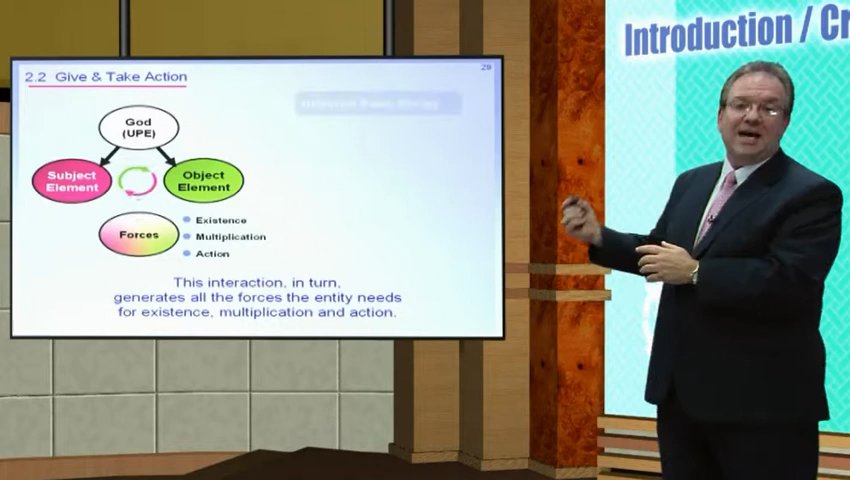 Introduction / Cr
2.2 Give & Take Action
29
God
(UPE)
Subject
Element
Object
Element
Forces
Existence
Multiplication
Action
This interaction, in turn,
generates all the forces the entity needs
for existence, multiplication and action.